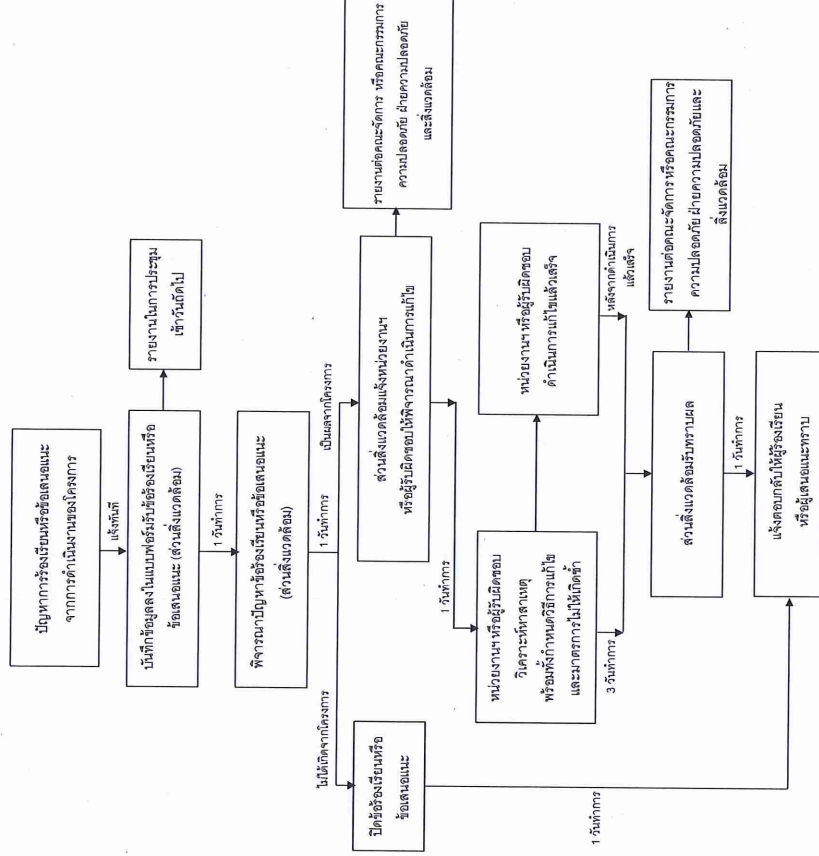 ปัญหาการร้องเรียนหรือข้อเสนอแนะ
จากการดำเนินงานของโครงการ
แจ้งทันที
บันทึกข้อมูลลงในแบบฟอร์มรับข้อร้องเรียนหรือ
ข้อเสนอแนะ (ส่วนสิ่งแวดล้อม)
รายงานในการประชุม
เช้าวันถัดไป
1 วันทำการ
พิจารณาปัญหาข้อร้องเรียนหรือข้อเสนอแนะ
(ส่วนสิ่งแวดล้อม)
1 วันทำการ
ไม่ได้เกิดจากโครงการ
เป็นผลจากโครงการ
ปิดข้อร้องเรียนหรือ
ข้อเสนอแนะ
ส่วนสิ่งแวดล้อมแจ้งหน่วยงานฯ
หรือผู้รับผิดชอบให้พิจารณาดำเนินการแก้ไข
รายงานต่อคณะจัดการ หรือคณะกรรมการ
ความปลอดภัย ฝ่ายความปลอดภัย
และสิ่งแวดล้อม
1 วันทำการ
หน่วยงานฯ หรือผู้รับผิดชอบ
วิเคราะห์หาสาเหตุ
พร้อมทั้งกำหนดวิธีการแก้ไข
และมาตรการไม่ให้เกิดซ้ำ
หน่วยงานฯ หรือผู้รับผิดชอบ
ดำเนินการแก้ไขแล้วเสร็จ
3 วันทำการ
หลังจากดำเนินการ
แล้วเสร็จ
ส่วนสิ่งแวดล้อมรับทราบผล
รายงานต่อคณะจัดการ หรือคณะกรรมการ
ความปลอดภัย ฝ่ายความปลอดภัยและ
สิ่งแวดล้อม
1 วันทำการ
1 วันทำการ
แจ้งตอบกลับให้ผู้ร้องเรียน
หรือผู้เสนอแนะทราบ